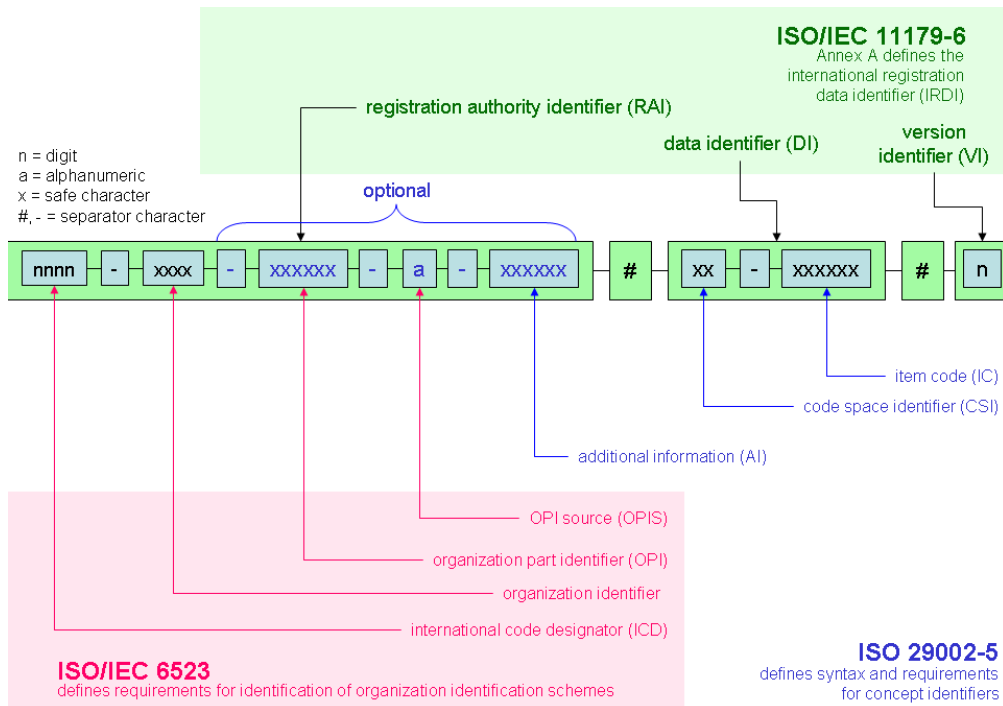 ISO/IEC 11179-6
Annex A defines the
international registration
data identifier (IRDI)
registration authority identifier (RAI)
data identifier (DI)
version
identifier (VI)
n = digit
a = alphanumeric
x = safe character
#, - = separator character
optional
nnnn - xxxx - xxxxxx - a - xxxxxx # xx - xxxxxx # n
item code (IC)
code space identifier (CSI)
additional information (AI)
OPI source (OPIS)
organization part identifier (OPI)
organization identifier
international code designator (ICD)
ISO/IEC 6523
defines requirements for identification of organization identification schemes
ISO 29002-5
defines syntax and requirements
for concept identifiers